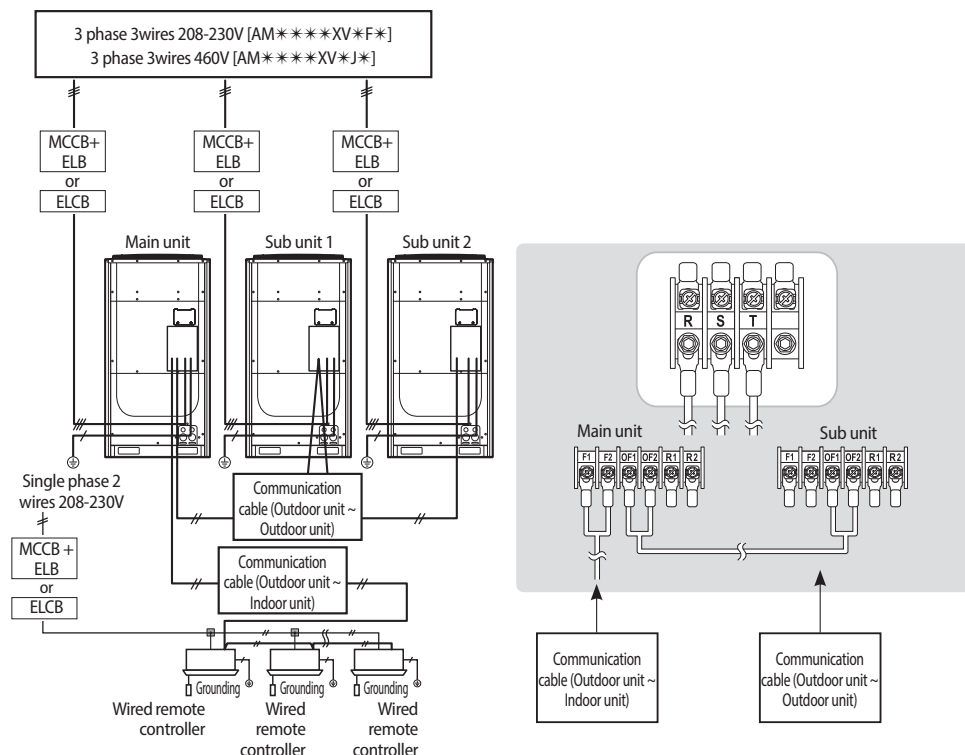 3 phase 3wires 208-230V [AM✳✳✳✳XV✳F✳]
3 phase 3wires 460V [AM✳✳✳✳XV✳J✳]
MCCB+
ELB
or
ELCB
MCCB+
ELB
or
ELCB
MCCB+
ELB
or
ELCB
Main unit
Sub unit 1
Sub unit 2
Single phase 2
wires 208-230V
MCCB +
ELB
or
ELCB
Communication
cable (Outdoor unit ~
Outdoor unit)
Communication
cable (Outdoor unit ~
Indoor unit)
Grounding
Grounding
Grounding
Wired remote
controller
Wired
remote
controller
Wired
remote
controller
R S T
Main unit
F1 F2 OF1 OF2 R1 R2
Sub unit
F1 F2 OF1 OF2 R1 R2
Communication
cable (Outdoor unit ~
Indoor unit)
Communication
cable (Outdoor unit ~
Outdoor unit)